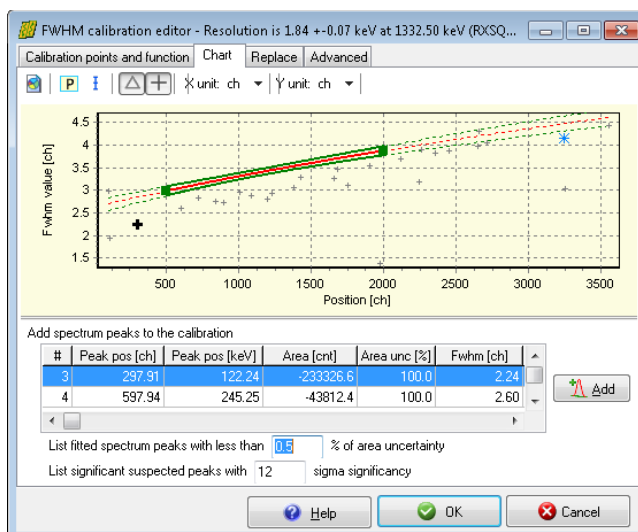 FWHM calibration editor - Resolution is 1.84 +-0.07 keV at 1332.50 keV (RXSQ...
Calibration points and function Chart Replace Advanced
P X unit: ch Y unit: ch
Fwhm value [ch]
4.5
4
3.5
3
2.5
2
1.5
500 1000 1500 2000 2500 3000 3500
Position [ch]
Add spectrum peaks to the calibration
# Peak pos [ch] Peak pos [keV] Area [cnt] Area unc [%] Fwhm [ch]
3 297.91 122.24 -233326.6 100.0 2.24
4 597.94 245.25 -43812.4 100.0 2.60
Add
List fitted spectrum peaks with less than 0.5 % of area uncertainty
List significant suspected peaks with 12 sigma significancy
Help OK Cancel